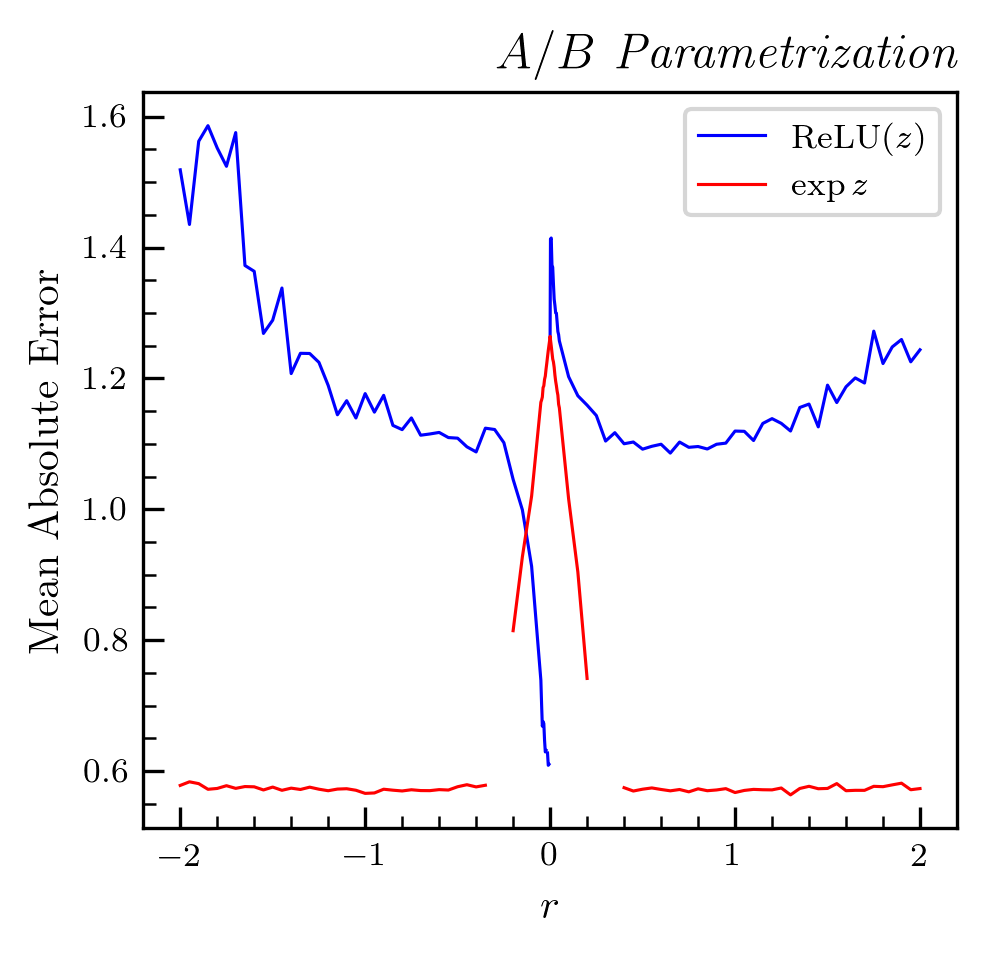 A/B Parametrization
ReLU(z)
exp z
Mean Absolute Error
1.6
1.4
1.2
1.0
0.8
0.6
−2 −1 0 1 2
r